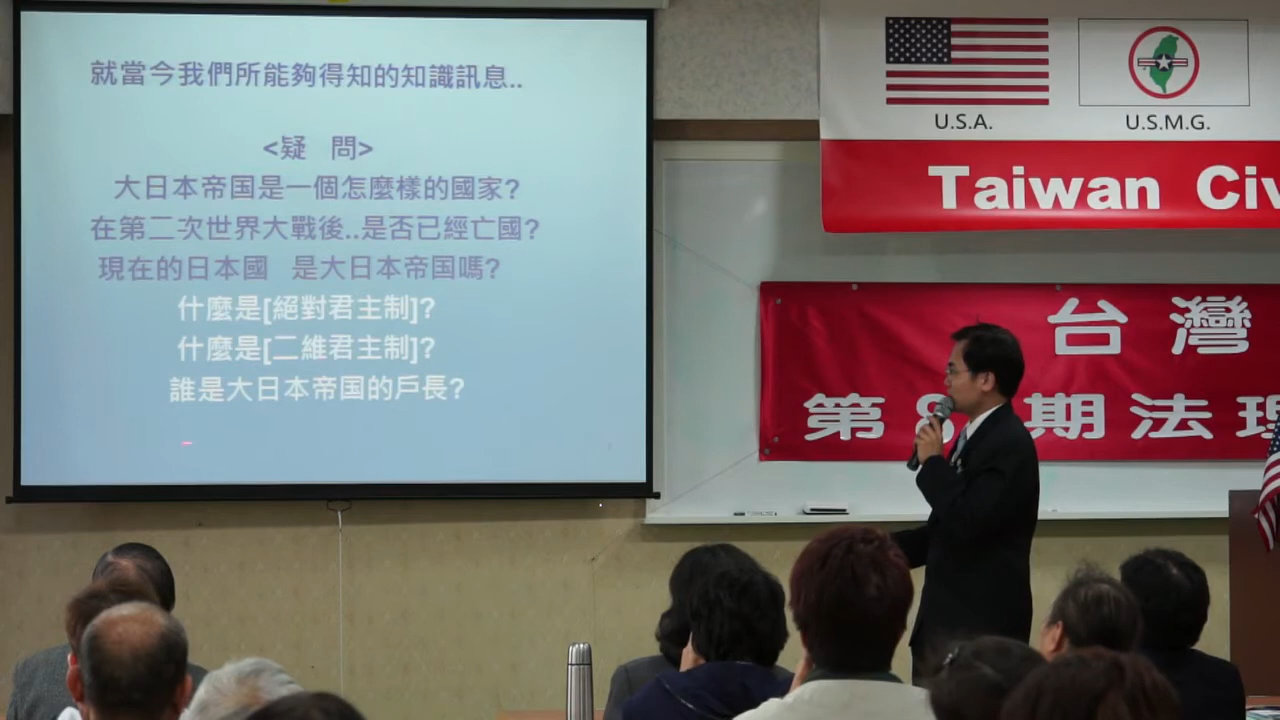 就當今我們所能夠得知的知識訊息..
<疑 問>
大日本帝国是一個怎麼樣的國家?
在第二次世界大戰後..是否已經亡國?
現在的日本國 是大日本帝国嗎?
什麼是[絕對君主制]?
什麼是[二維君主制]?
誰是大日本帝国的戶長?
U.S.A.
U.S.M.G.
Taiwan Civ
台灣
第8期法理